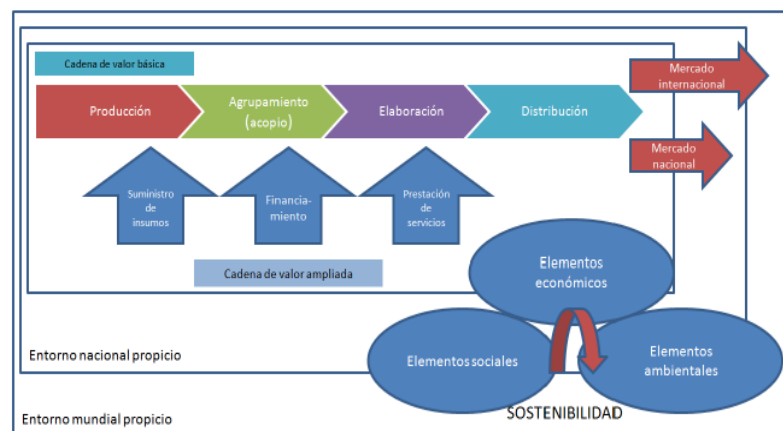 Cadena de valor básica
Mercado
internacional
Producción
Agrupamiento
(acopio)
Elaboración
Distribución
Mercado
nacional
Suministro
de
insumos
Financia-
miento
Prestación
de
servicios
Cadena de valor ampliada
Elementos
económicos
Entorno nacional propicio
Elementos sociales
Elementos
ambientales
SOSTENIBILIDAD
Entorno mundial propicio